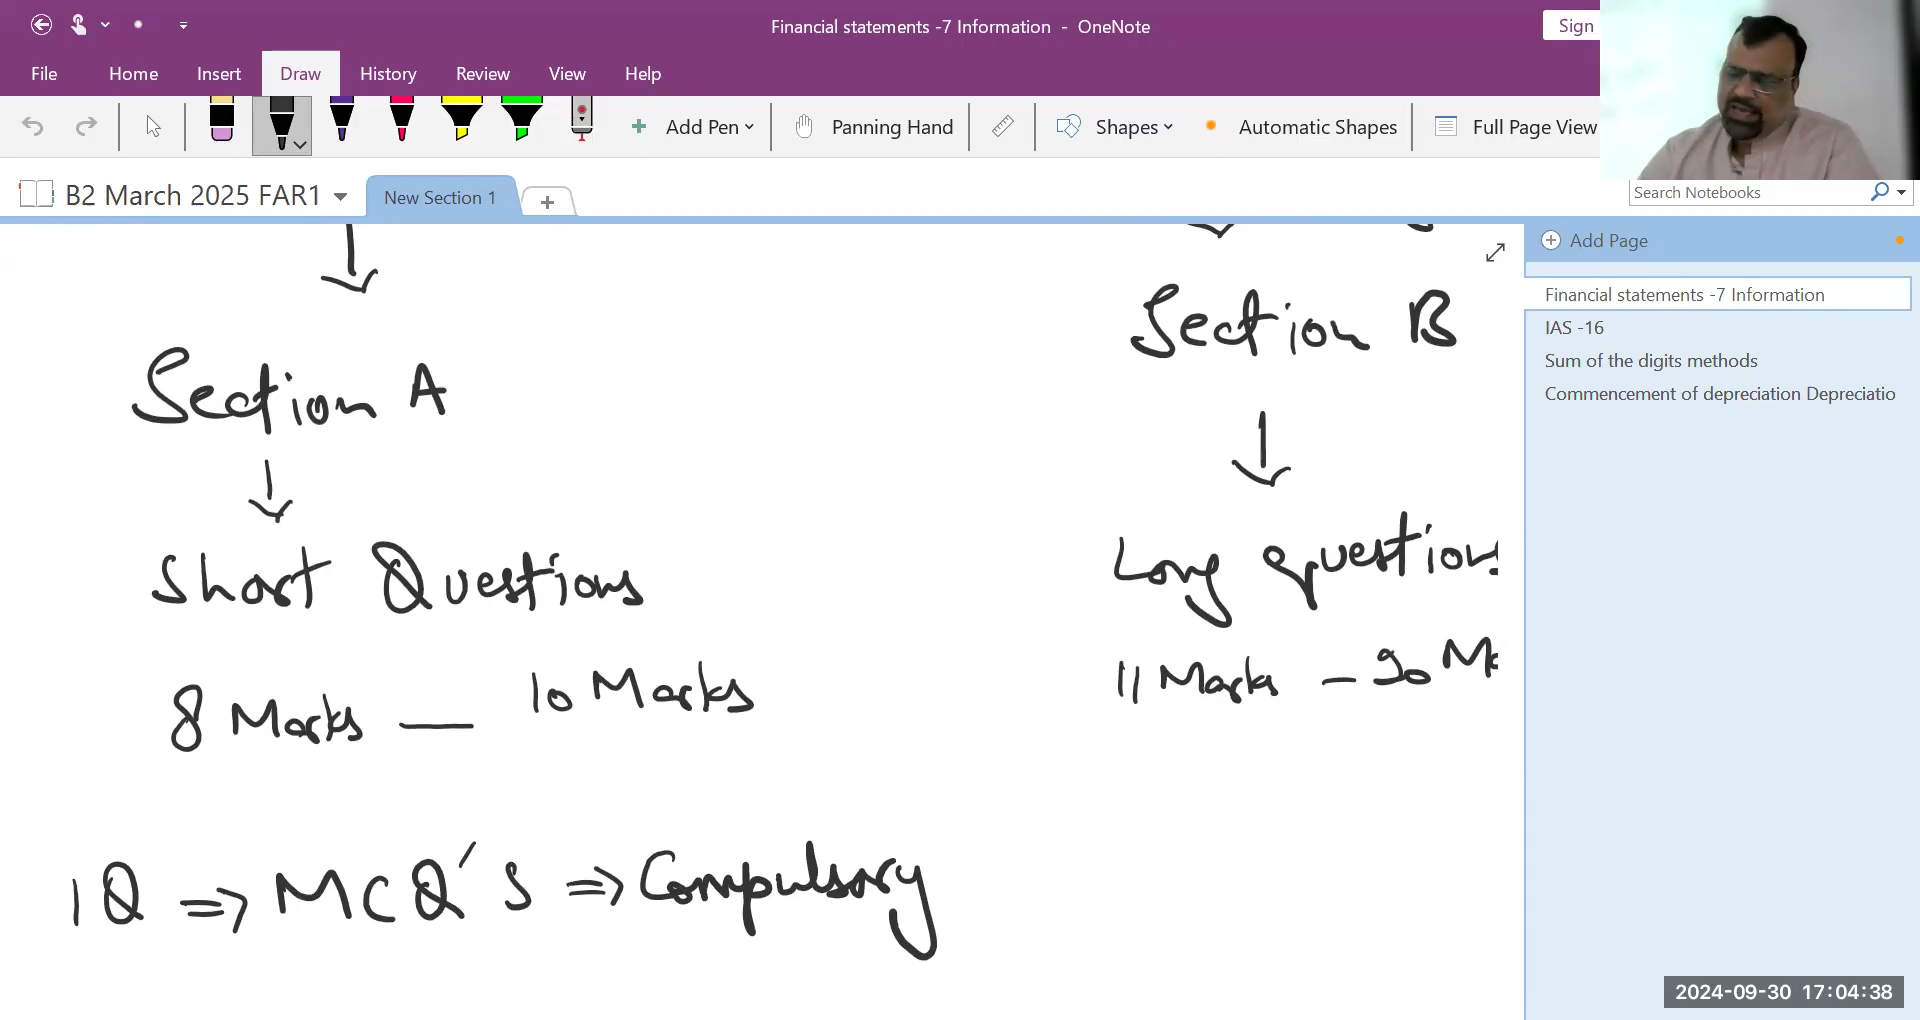 Financial statements -7 Information - OneNote
Sign
File Home Insert Draw History Review View Help
Add Pen
Panning Hand
Shapes
Automatic Shapes
Full Page View
B2 March 2025 FAR1
New Section 1
Search Notebooks
Add Page
Financial statements -7 Information
IAS -16
Sum of the digits methods
Commencement of depreciation Depreciatio
Section A
Short Questions
8 Marks — 10 Marks
1Q ⇒ MCQ'S ⇒ Compulsory
Section B
Long question
11 Marks —
2024-09-30 17:04:38